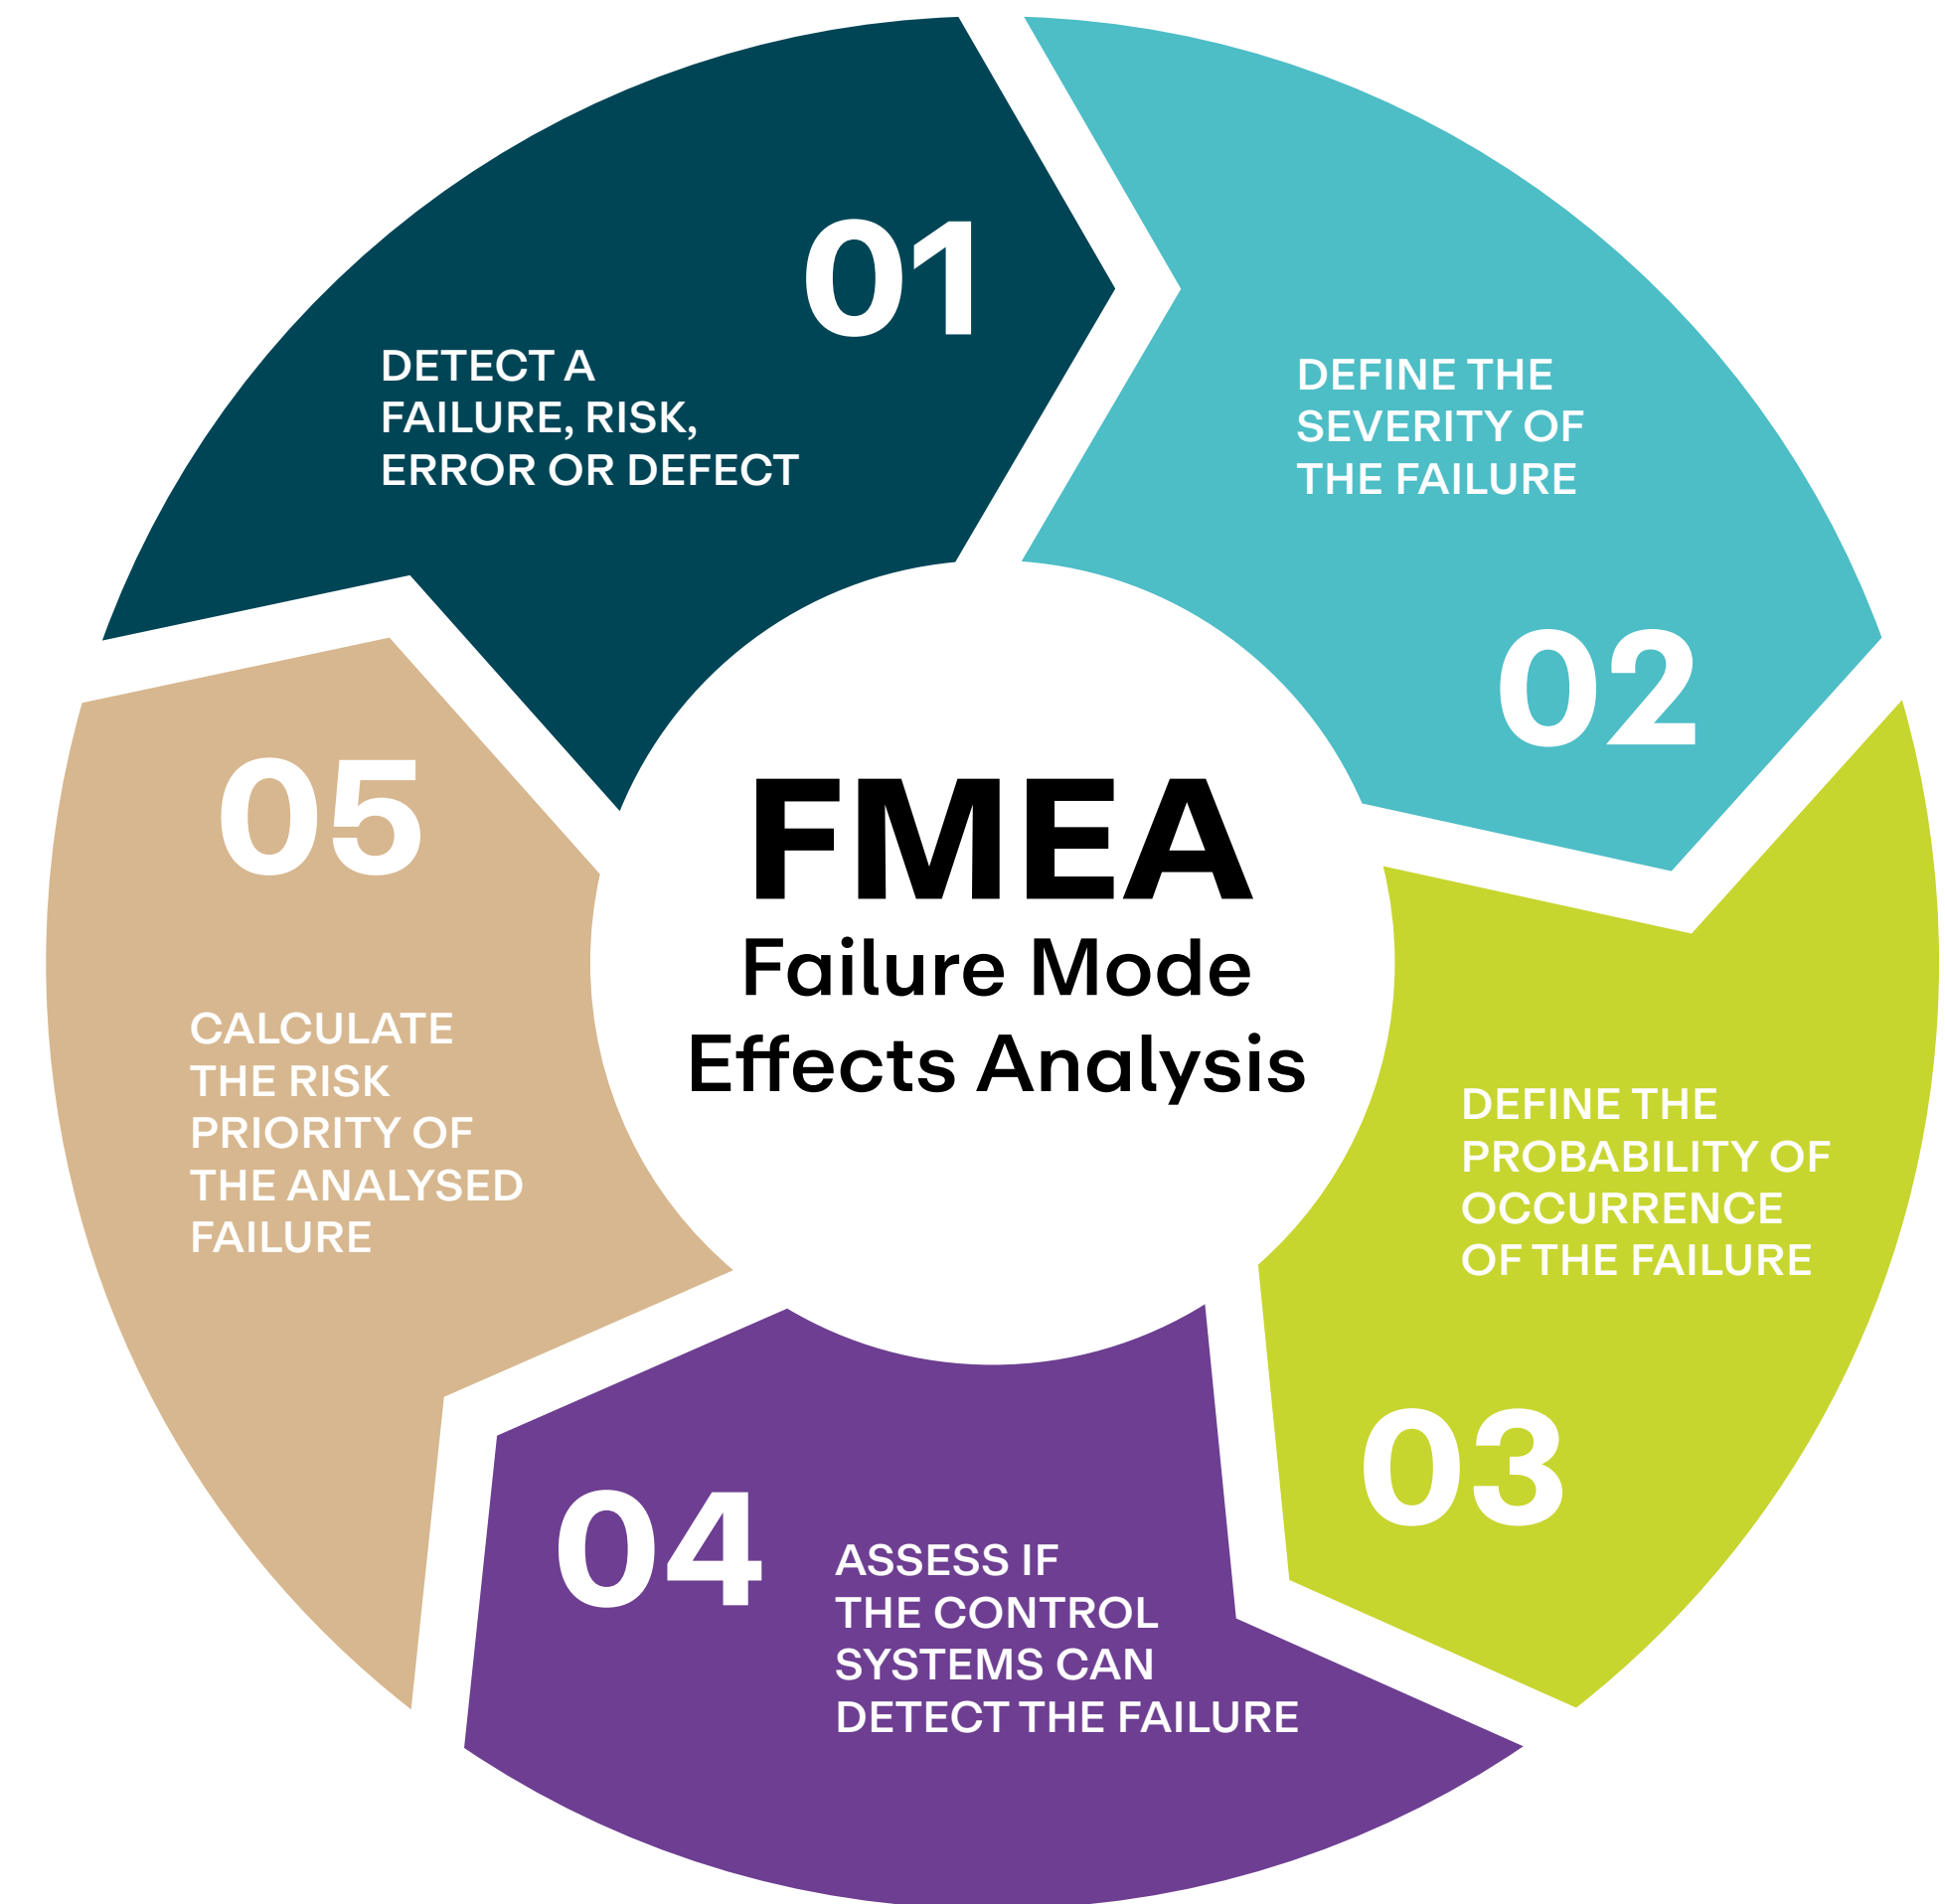 FMEA
Failure Mode
Effects Analysis
01
DETECT A
FAILURE, RISK,
ERROR OR DEFECT
DEFINE THE
SEVERITY OF
THE FAILURE
02
DEFINE THE
PROBABILITY OF
OCCURRENCE
OF THE FAILURE
03
04
ASSESS IF
THE CONTROL
SYSTEMS CAN
DETECT THE FAILURE
05
CALCULATE
THE RISK
PRIORITY OF
THE ANALYSED
FAILURE